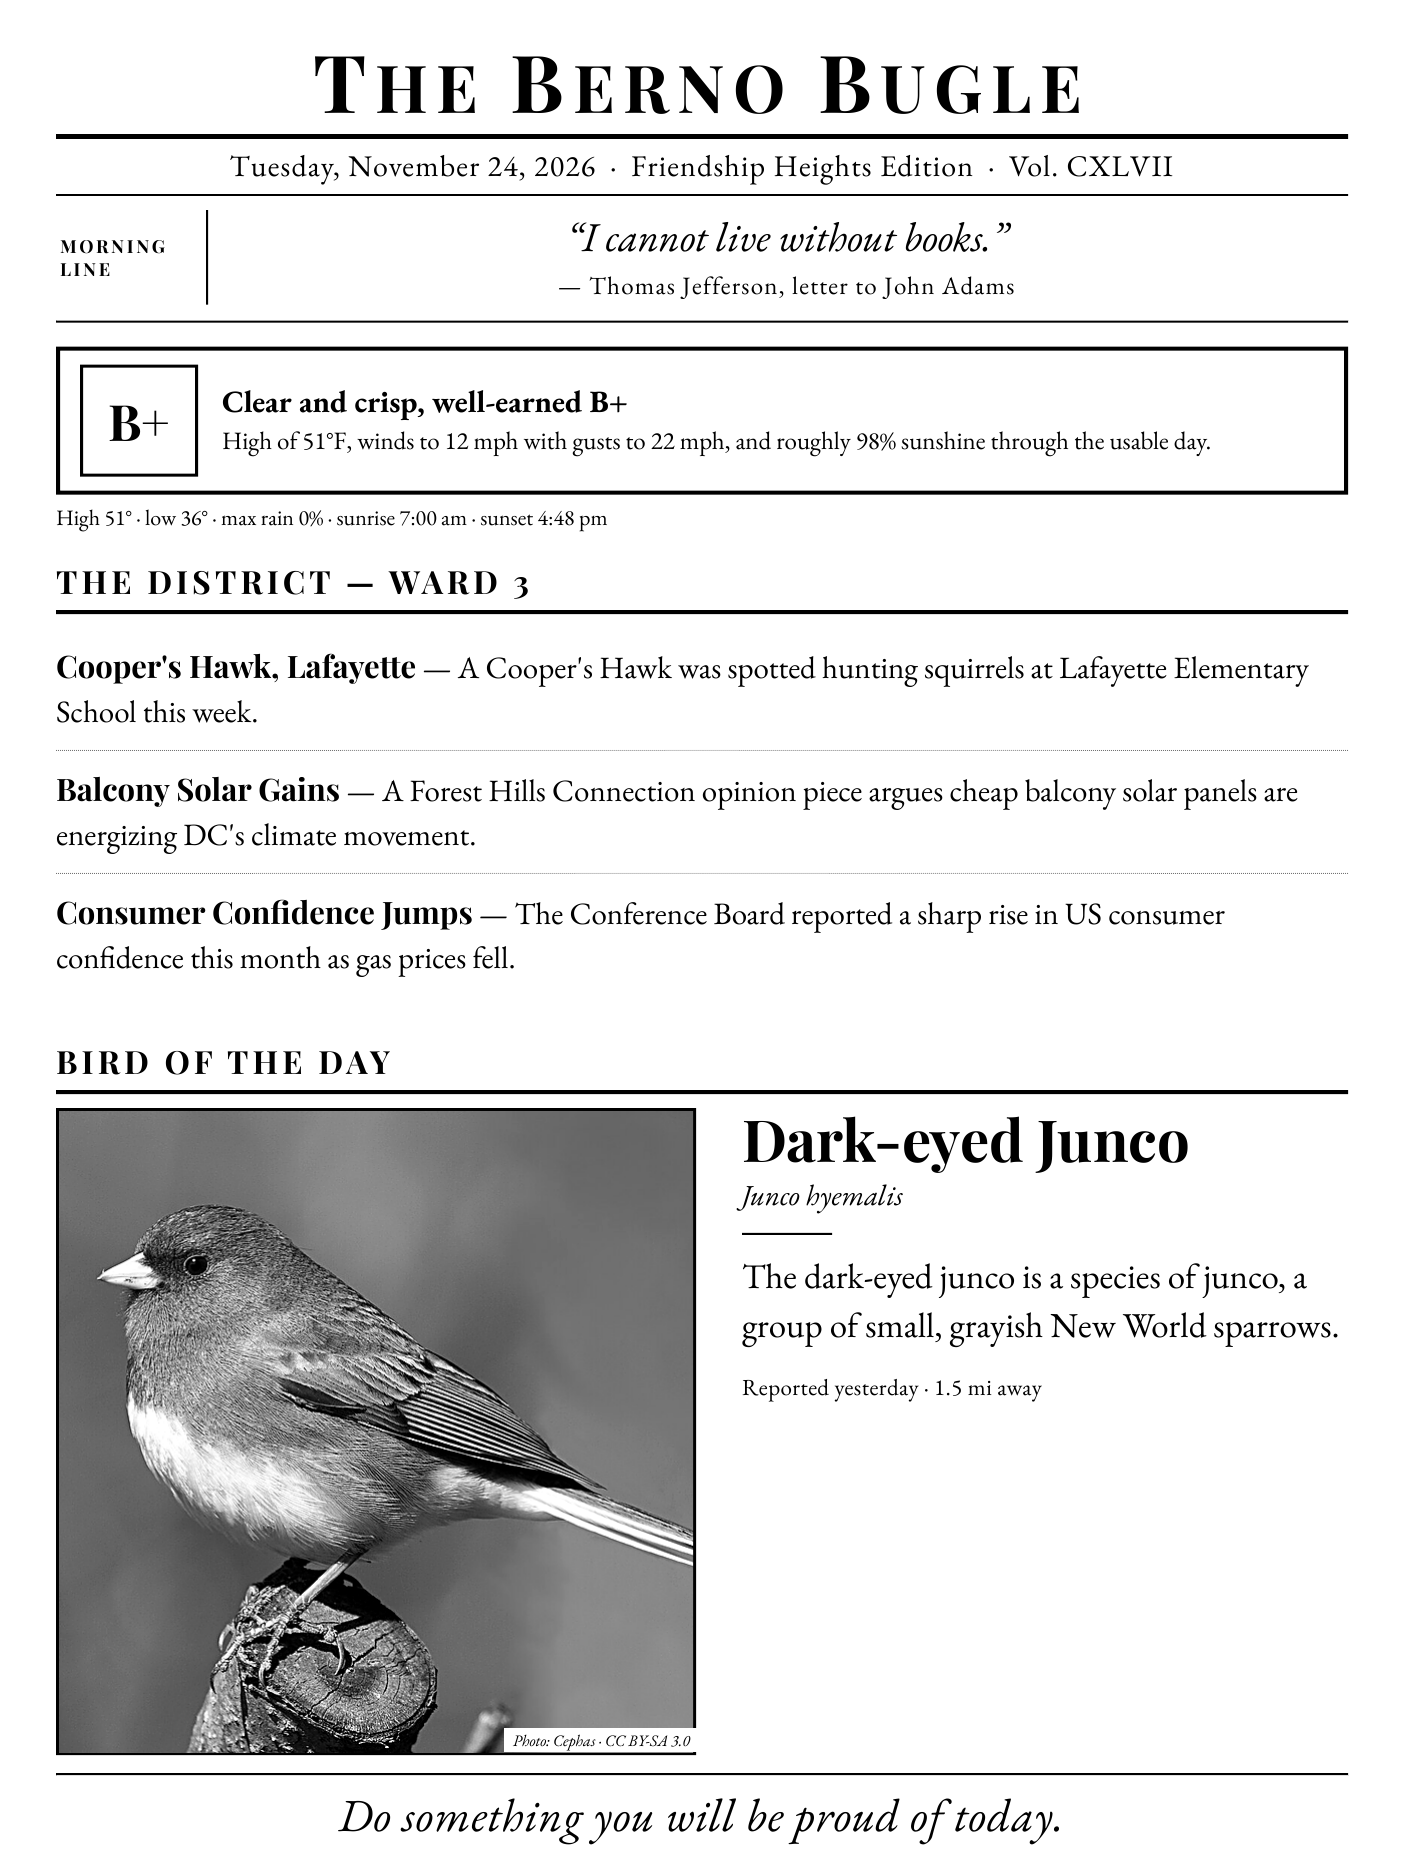 THE BERNO BUGLE
Tuesday, November 24, 2026 · Friendship Heights Edition · Vol. CXLVII
MORNING
LINE
“I cannot live without books.”
— Thomas Jefferson, letter to John Adams
B+
Clear and crisp, well-earned B+
High of 51°F, winds to 12 mph with gusts to 22 mph, and roughly 98% sunshine through the usable day.
High 51° · low 36° · max rain 0% · sunrise 7:00 am · sunset 4:48 pm
THE DISTRICT — WARD 3
Cooper's Hawk, Lafayette — A Cooper's Hawk was spotted hunting squirrels at Lafayette Elementary
School this week.
Balcony Solar Gains — A Forest Hills Connection opinion piece argues cheap balcony solar panels are
energizing DC's climate movement.
Consumer Confidence Jumps — The Conference Board reported a sharp rise in US consumer
confidence this month as gas prices fell.
BIRD OF THE DAY
Dark-eyed Junco
Junco hyemalis
The dark-eyed junco is a species of junco, a
group of small, grayish New World sparrows.
Reported yesterday · 1.5 mi away
Photo: Cephas · CC BY-SA 3.0
Do something you will be proud of today.